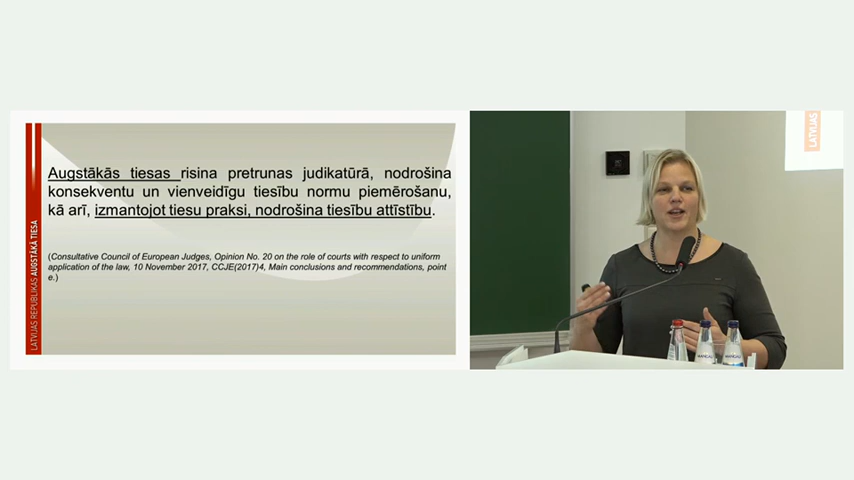 Augstākās tiesas risina pretrunas judikatūrā, nodrošina
konsekventu un vienveidīgu tiesību normu piemērošanu,
kā arī, izmantojot tiesu praksi, nodrošina tiesību attīstību.
(Consultative Council of European Judges, Opinion No. 20 on the role of courts with respect to uniform
application of the law, 10 November 2017, CCJE(2017)4, Main conclusions and recommendations, point
e.)
LATVIJAS REPUBLIKAS AUGSTĀKĀ TIESA
LATVIJAS